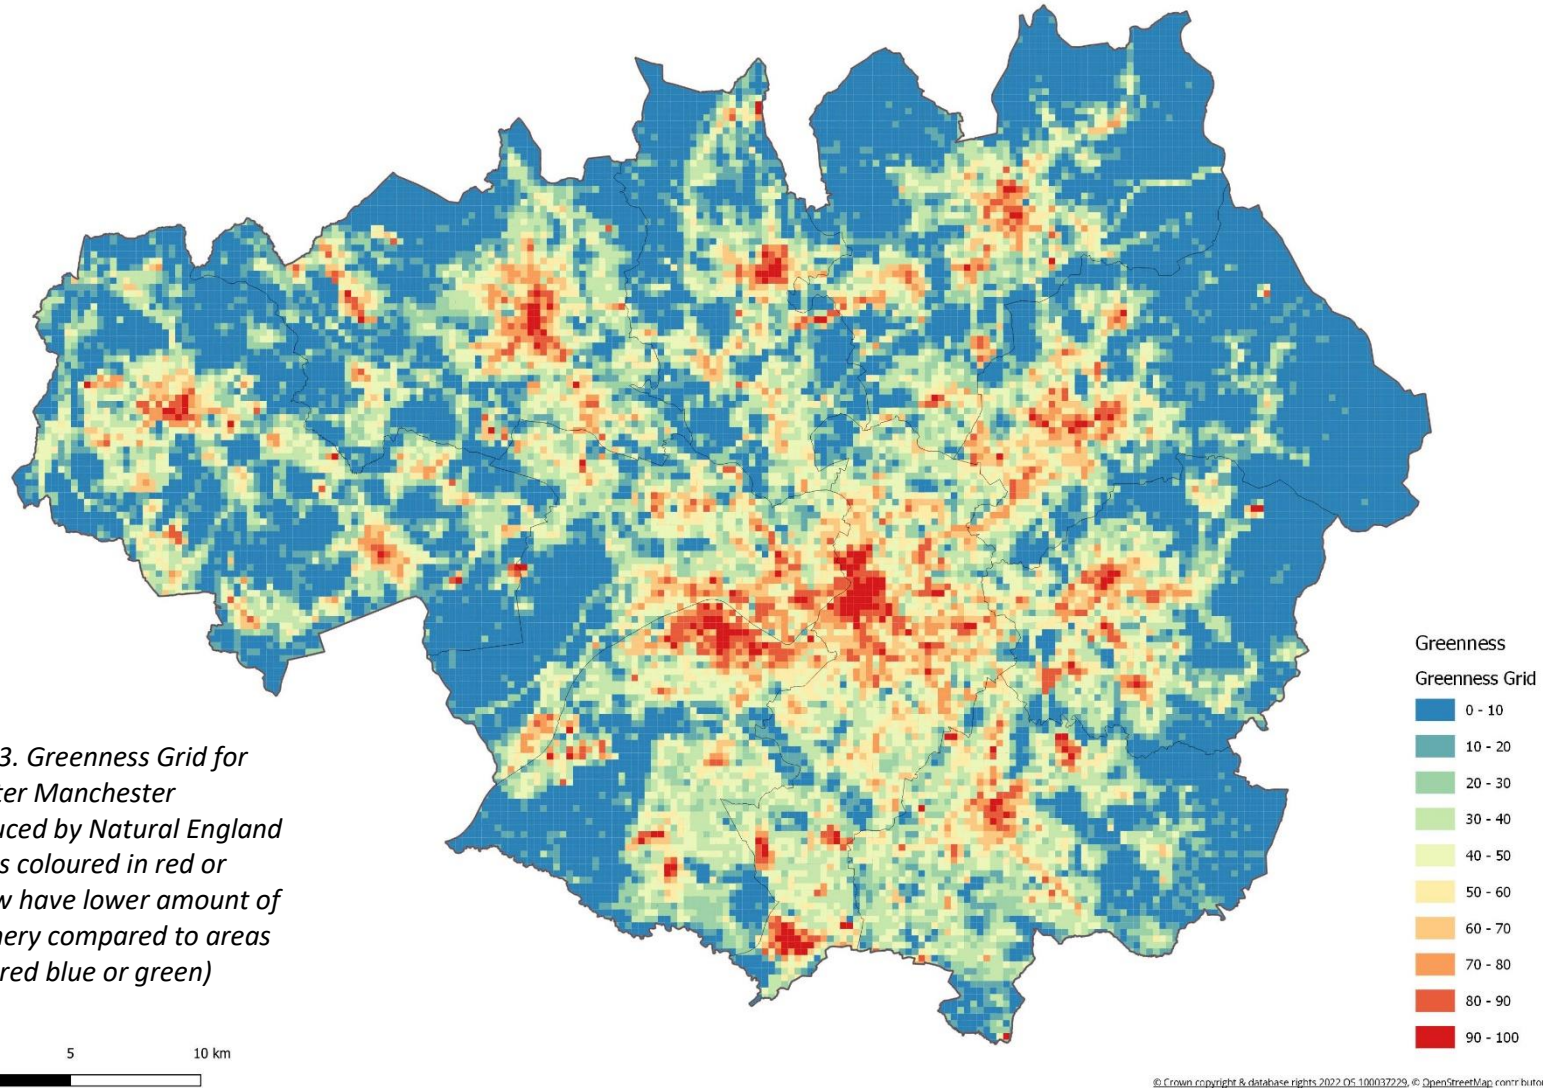 3. Greenness Grid for
ter Manchester
uced by Natural England
s coloured in red or
w have lower amount of
nery compared to areas
red blue or green)
5
10 km
Greenness
Greenness Grid
0 - 10
10 - 20
20 - 30
30 - 40
40 - 50
50 - 60
60 - 70
70 - 80
80 - 90
90 - 100
© Crown copyright & database rights 2022 OS 100037229, © OpenStreetMap contributor